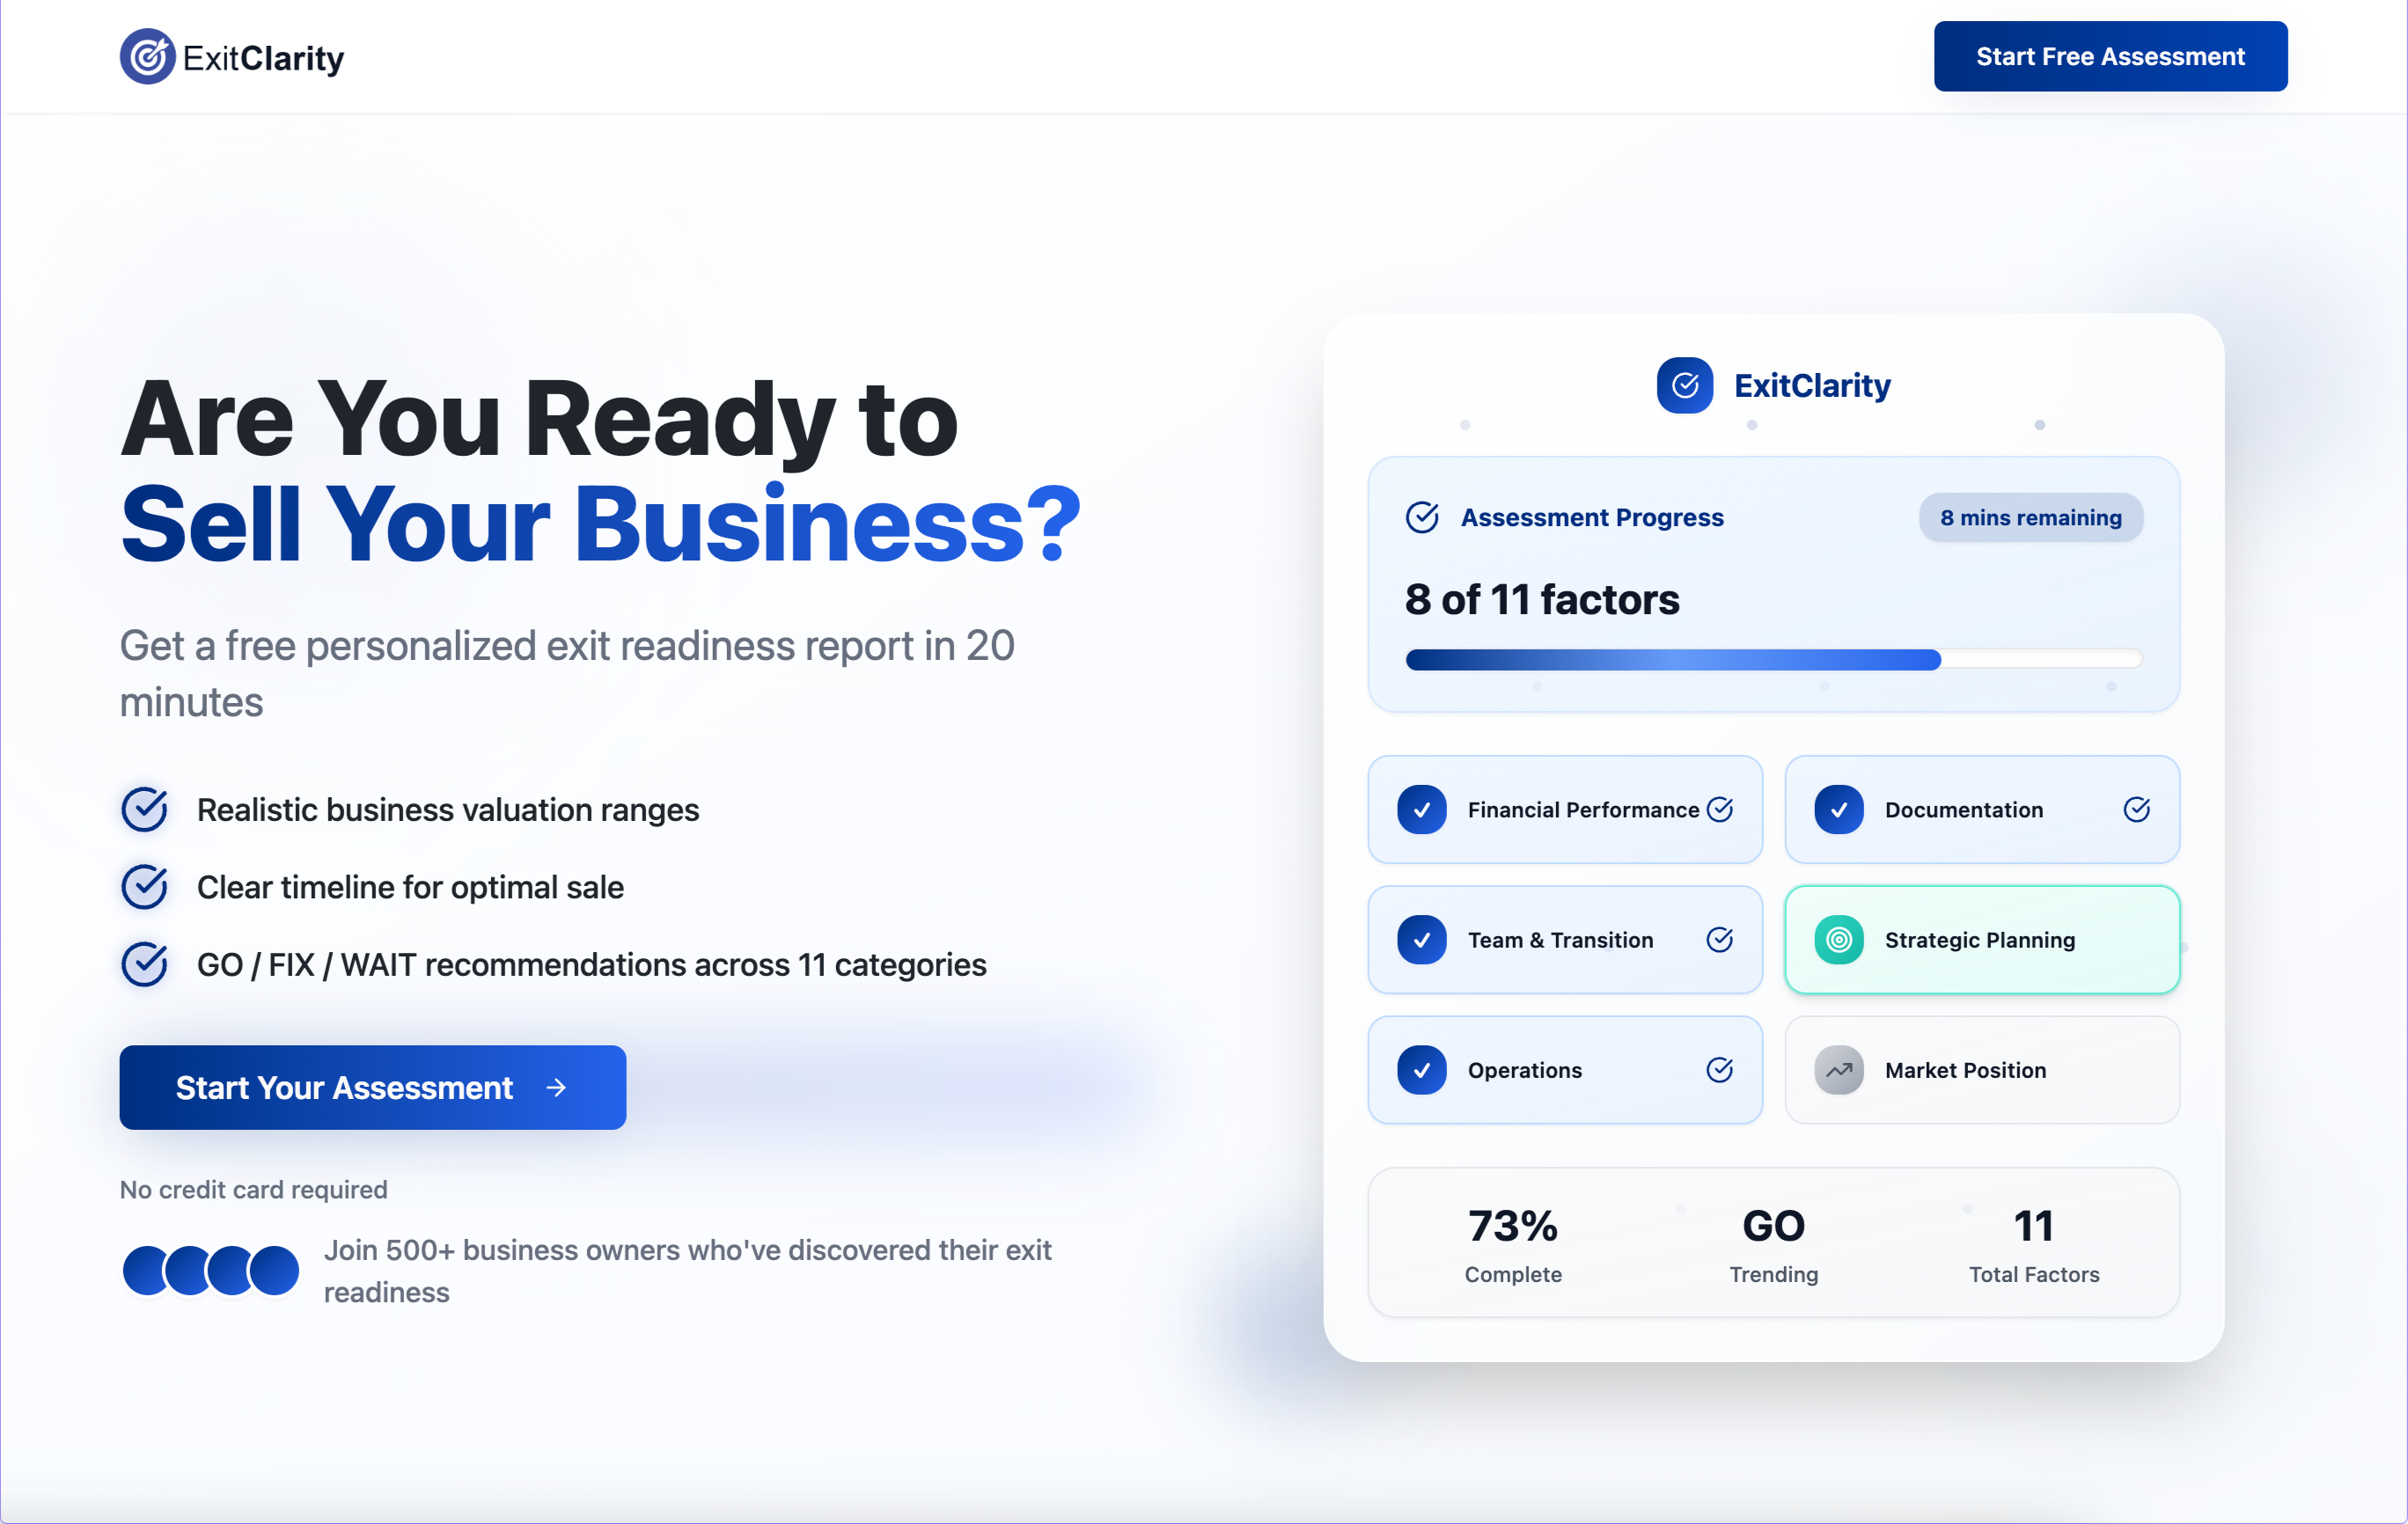 ExitClarity
Start Free Assessment
Are You Ready to
Sell Your Business?
Get a free personalized exit readiness report in 20
minutes
Realistic business valuation ranges
Clear timeline for optimal sale
GO / FIX / WAIT recommendations across 11 categories
Start Your Assessment
No credit card required
Join 500+ business owners who've discovered their exit
readiness
ExitClarity
Assessment Progress
8 mins remaining
8 of 11 factors
Financial Performance
Documentation
Team & Transition
Strategic Planning
Operations
Market Position
73%
Complete
GO
Trending
11
Total Factors